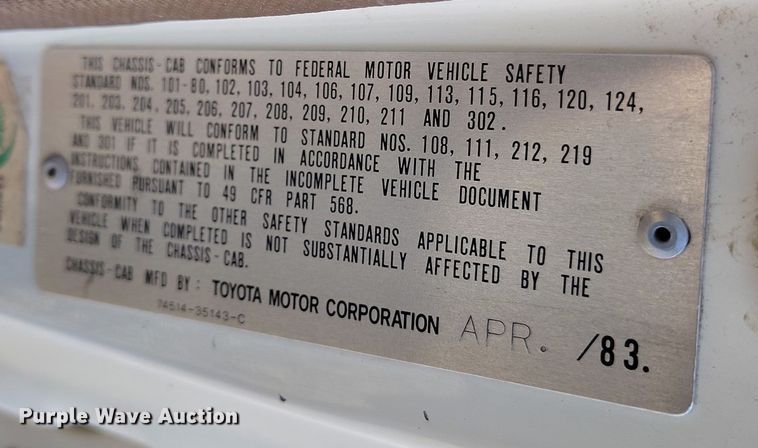 THIS CHASSIS-CAB CONFORMS TO FEDERAL MOTOR VEHICLE SAFETY
STANDARD NOS. 101-80, 102, 103, 104, 106, 107, 109, 113, 115, 116, 120, 124,
201, 203, 204, 205, 206, 207, 208, 209, 210, 211 AND 302.
THIS VEHICLE WILL CONFORM TO STANDARD NOS. 108, 111, 212, 219
AND 301 IF IT IS COMPLETED IN ACCORDANCE WITH THE
INSTRUCTIONS CONTAINED IN THE INCOMPLETE VEHICLE DOCUMENT
FURNISHED PURSUANT TO 49 CFR PART 568.
CONFORMITY TO THE OTHER SAFETY STANDARDS APPLICABLE TO THIS
VEHICLE WHEN COMPLETED IS NOT SUBSTANTIALLY AFFECTED BY THE
DESIGN OF THE CHASSIS-CAB.
CHASSIS-CAB MFD BY: TOYOTA MOTOR CORPORATION APR. /83.
74514-35143-C
Purple Wave Auction